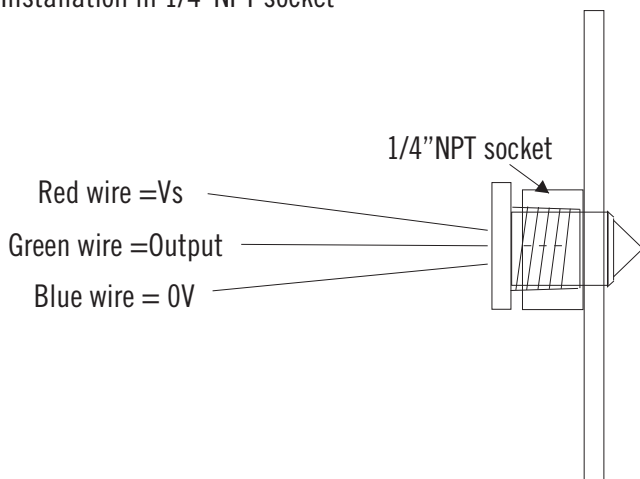 Installation in 1/4"NPT socket
1/4”NPT socket
Red wire =Vs
Green wire =Output
Blue wire = 0V